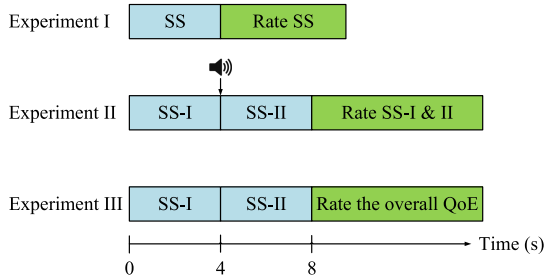 Experiment I
SS
Rate SS
Experiment II
SS-I
SS-II
Rate SS-I & II
Experiment III
SS-I
SS-II
Rate the overall QoE
Time (s)
0
4
8